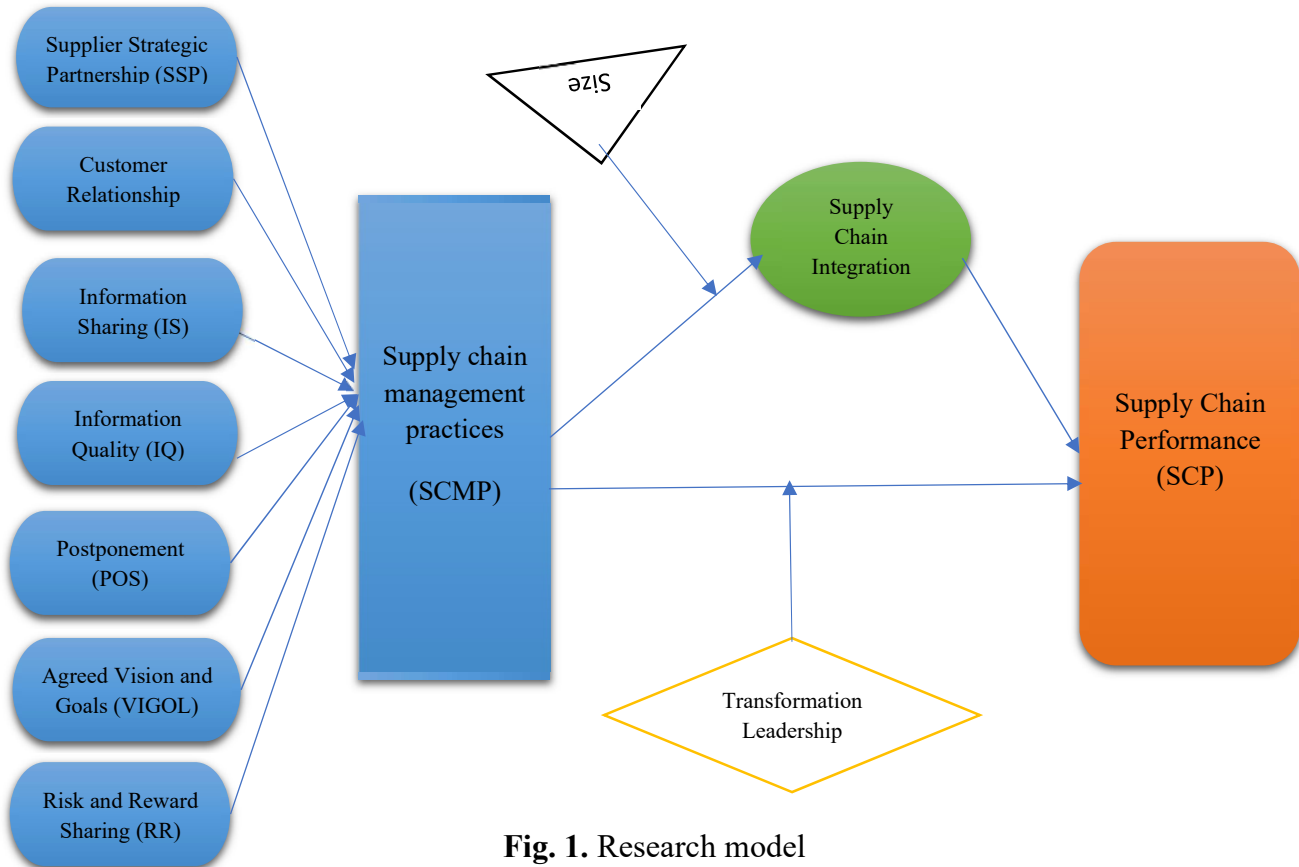 Supplier Strategic
Partnership (SSP)
Customer
Relationship
Information
Sharing (IS)
Information
Quality (IQ)
Postponement
(POS)
Agreed Vision and
Goals (VIGOL)
Risk and Reward
Sharing (RR)
Supply chain
management
practices
(SCMP)
Size
Supply
Chain
Integration
Transformation
Leadership
Supply Chain
Performance
(SCP)
Fig. 1. Research model